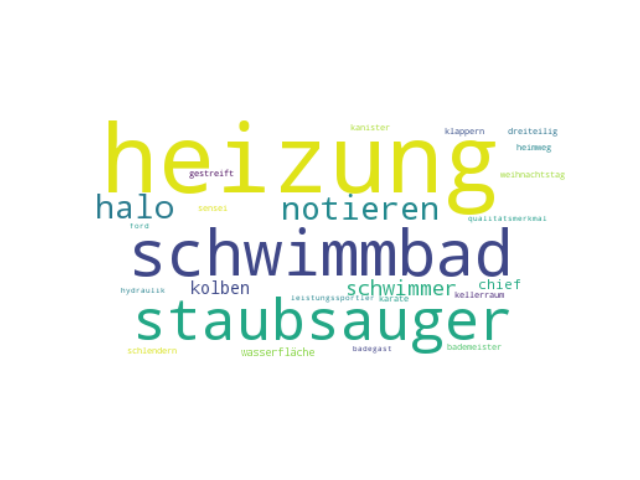 kanister
klappern dreiteilig
heizung
heimweg
gestreift weihnachtstag
halo sensei notieren
qualitätsmerkmal
ford
schwimmbad
hydraulik kolben schwimmer chief
leistungssportler karate kellerraum
staubsauger
schlendern wasserfläche badegast bademeister